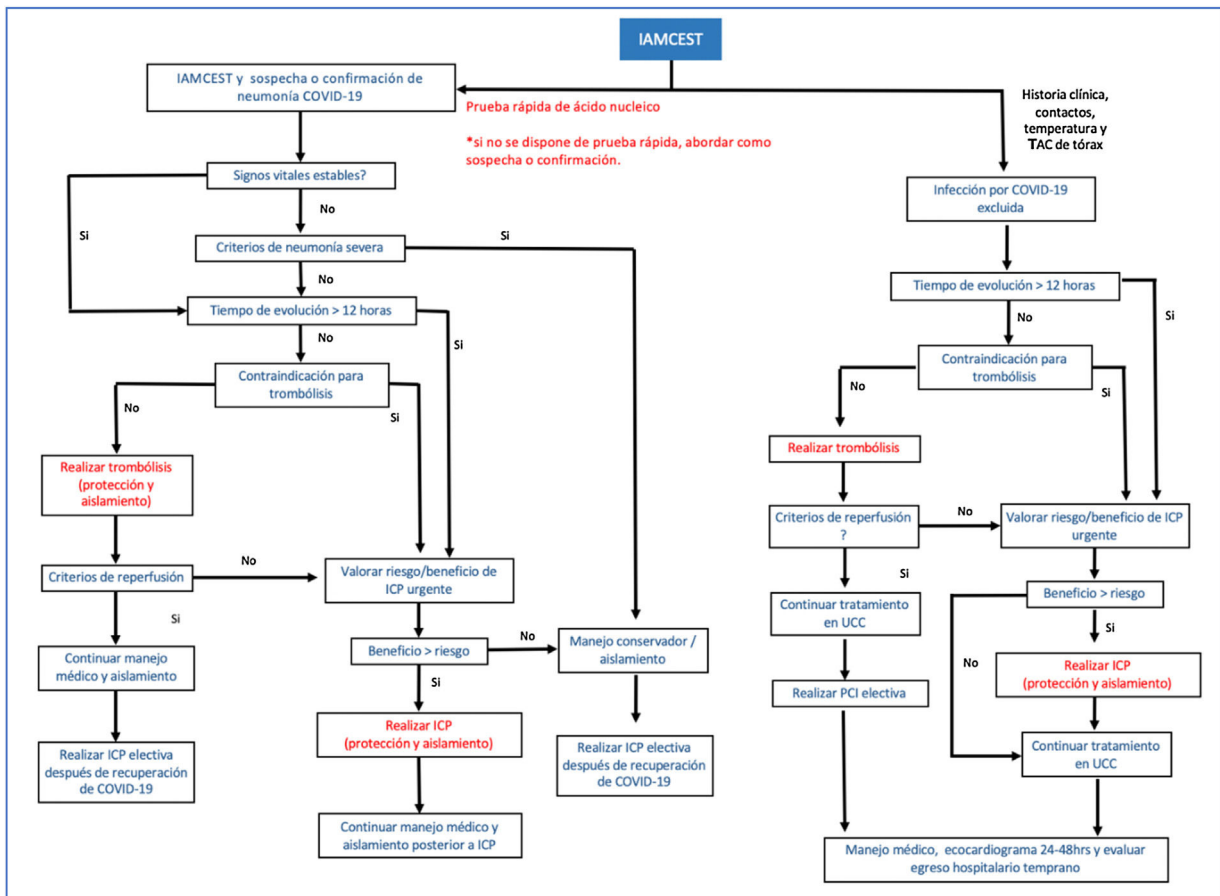 IAMCEST
IAMCEST y sospecha o confirmación de
neumonía COVID-19
Prueba rápida de ácido nucleico
*si no se dispone de prueba rápida, abordar como
sospecha o confirmación.
Historia clínica,
contactos,
temperatura y
TAC de tórax
Signos vitales estables?
Si
No
Criterios de neumonía severa
Si
No
Tiempo de evolución > 12 horas
No
Si
Contraindicación para
trombólisis
No
Si
Realizar trombólisis
(protección y
aislamiento)
Criterios de reperfusión
No
Si
Continuar manejo
médico y aislamiento
Realizar ICP electiva
después de recuperación
de COVID-19
Valorar riesgo/beneficio de
ICP urgente
Beneficio > riesgo
No
Si
Realizar ICP
(protección y aislamiento)
Continuar manejo médico y
aislamiento posterior a ICP
Manejo conservador /
aislamiento
Realizar ICP electiva
después de recuperación
de COVID-19
Infección por COVID-19
excluida
Tiempo de evolución > 12 horas
No
Si
Contraindicación para
trombólisis
No
Si
Realizar trombólisis
Criterios de reperfusión
?
No
Si
Continuar tratamiento
en UCC
Realizar PCI electiva
Valorar riesgo/beneficio de ICP
urgente
Beneficio > riesgo
Si
No
Realizar ICP
(protección y aislamiento)
Continuar tratamiento
en UCC
Manejo médico, ecocardiograma 24-48hrs y evaluar
egreso hospitalario temprano